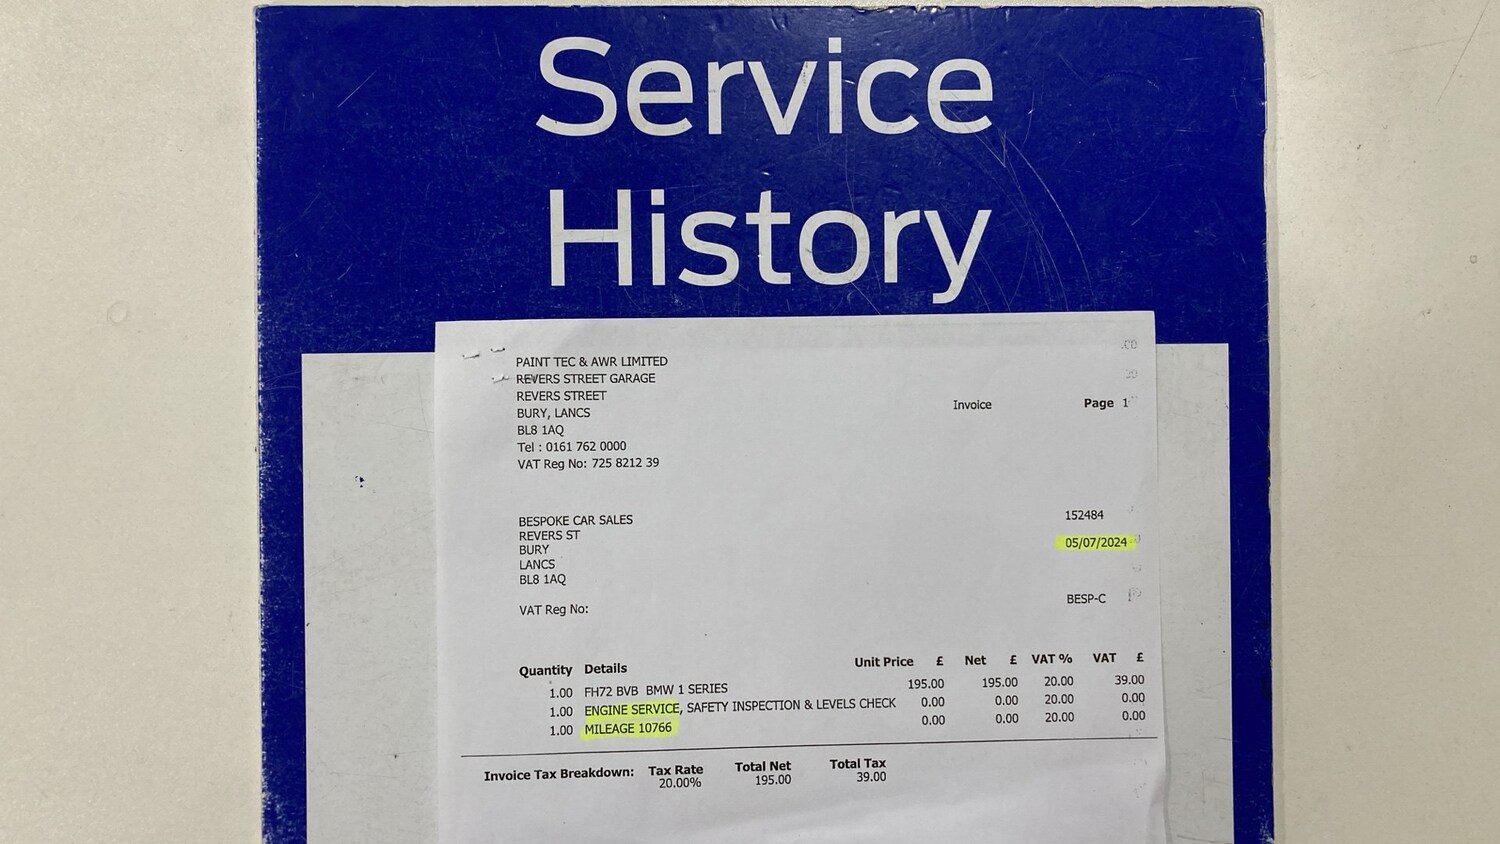 Service
History
PAINT TEC & AWR LIMITED
REVERS STREET GARAGE
REVERS STREET
BURY, LANCS
BL8 1AQ
Tel : 0161 762 0000
VAT Reg No: 725 8212 39
Invoice Page 1
BESPOKE CAR SALES
REVERS ST
BURY
LANCS
BL8 1AQ
VAT Reg No:
152484
05/07/2024
BESP-C
Quantity Details Unit Price £ Net £ VAT % VAT £
1.00 FH72 BVB BMW 1 SERIES 195.00 195.00 20.00 39.00
1.00 ENGINE SERVICE, SAFETY INSPECTION & LEVELS CHECK 0.00 0.00 20.00 0.00
1.00 MILEAGE 10766 0.00 0.00 20.00 0.00
Invoice Tax Breakdown: Tax Rate Total Net Total Tax
20.00% 195.00 39.00